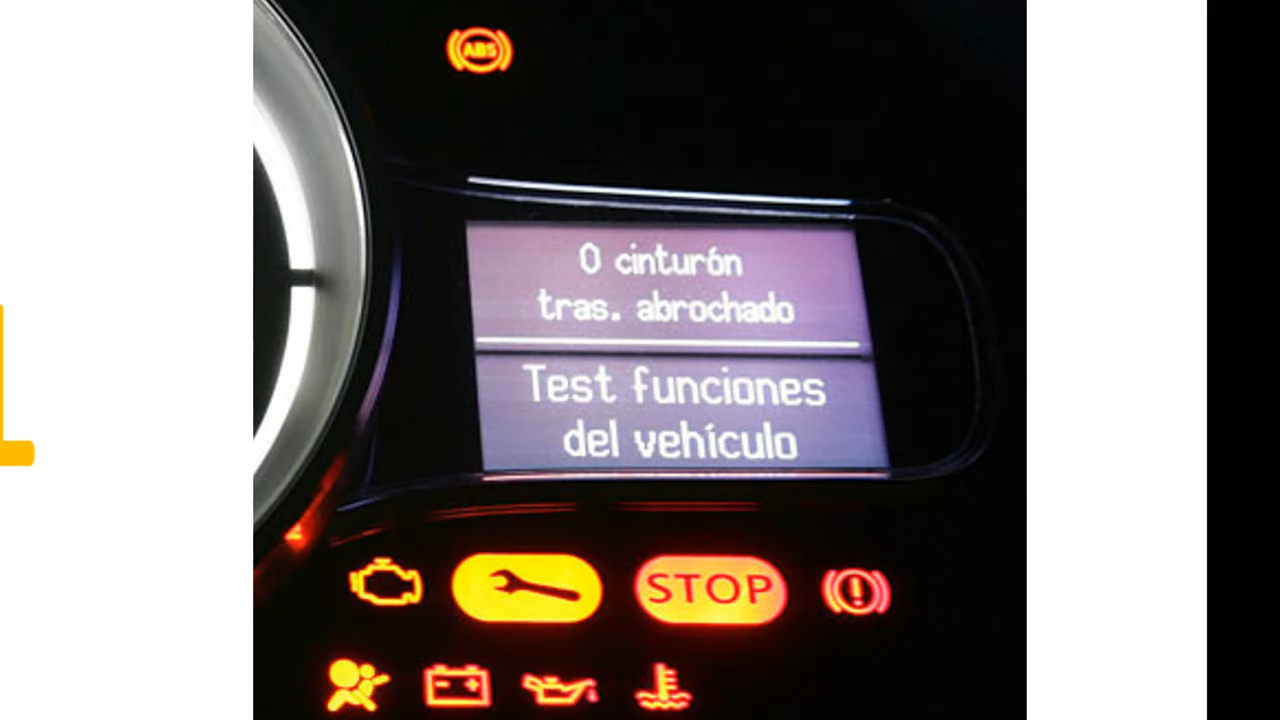 ABS
0 cinturón
tras. abrochado
Test funciones
del vehículo
STOP